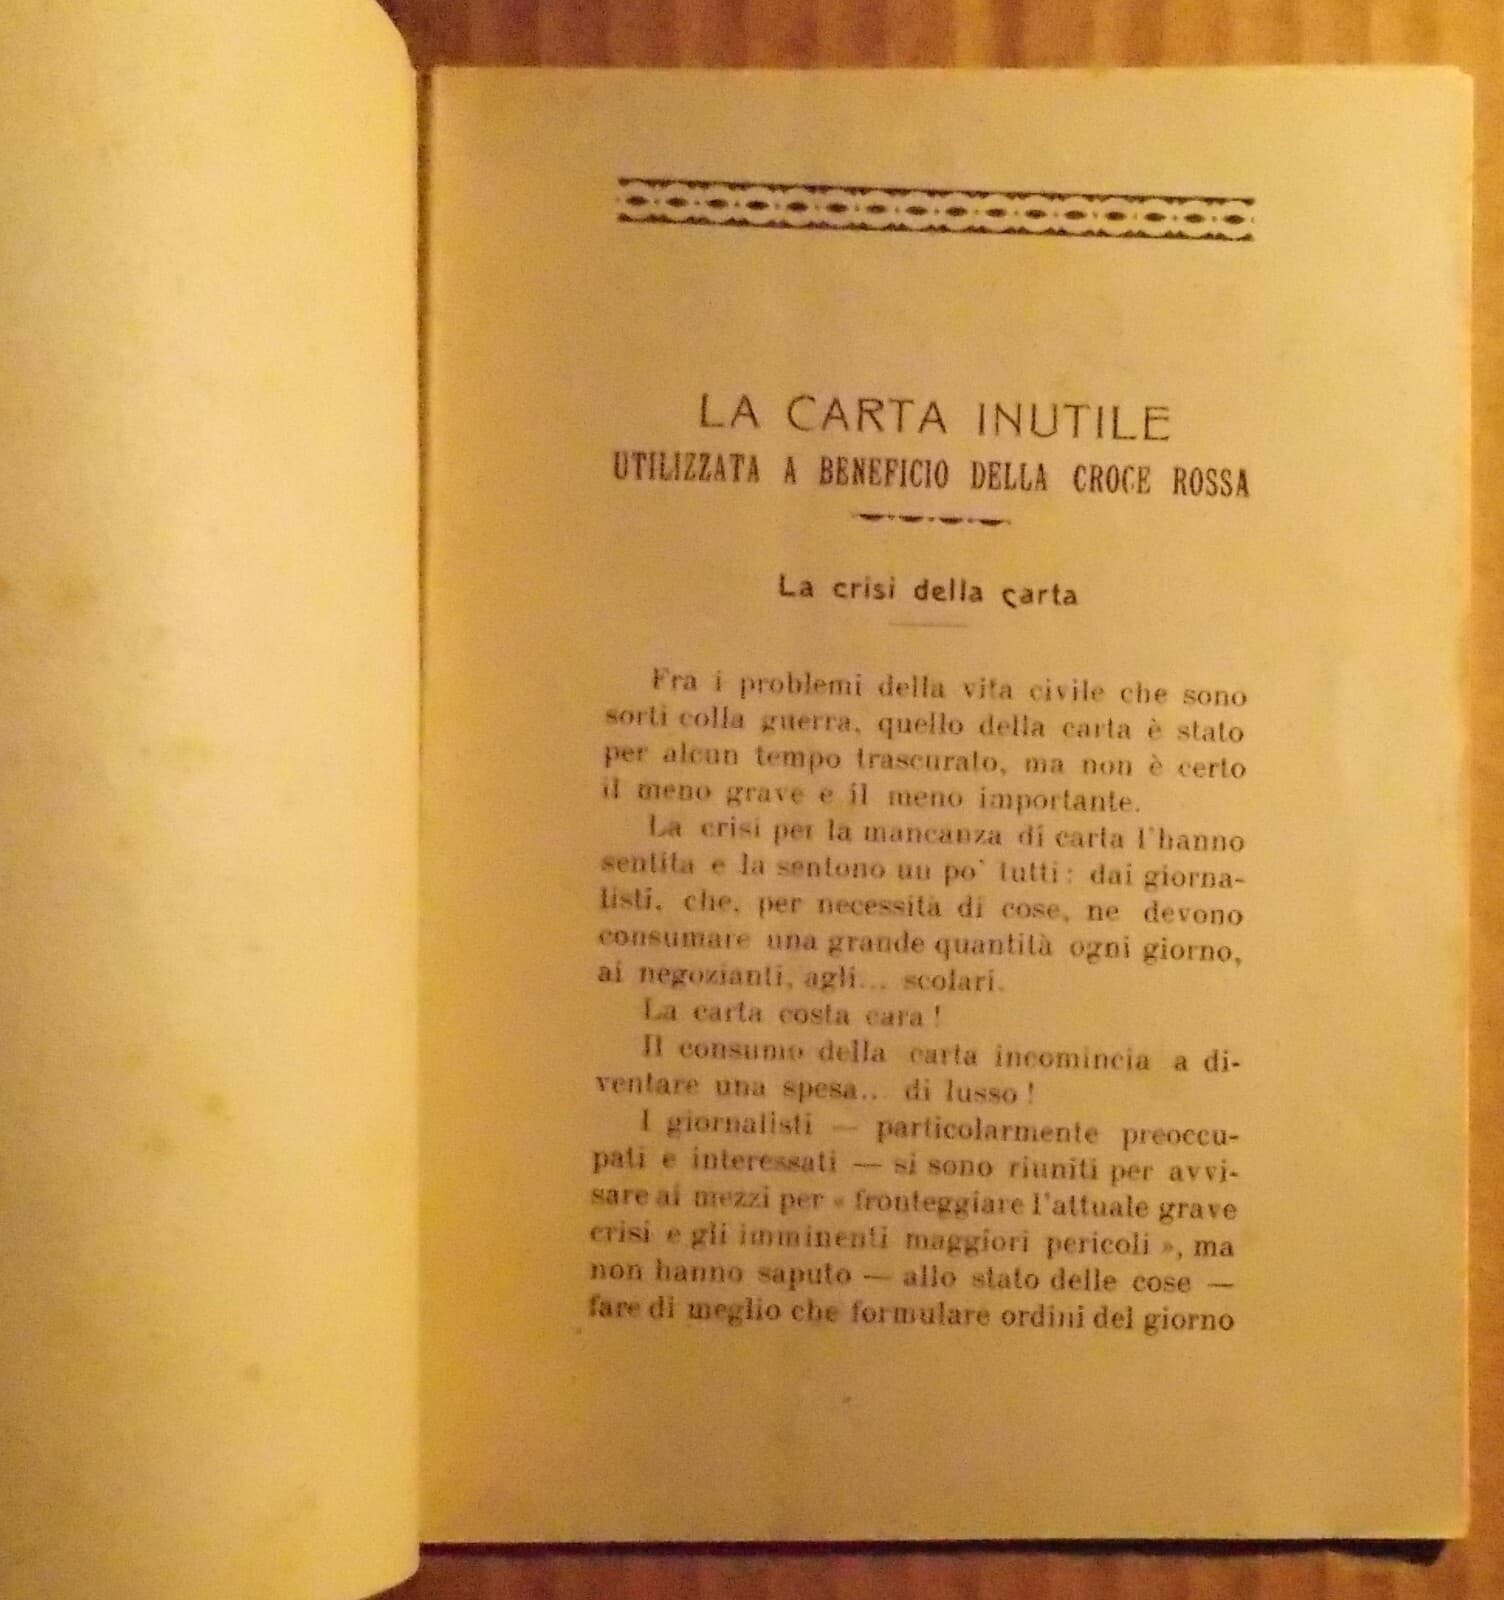 LA CARTA INUTILE
UTILIZZATA A BENEFICIO DELLA CROCE ROSSA
La crisi della carta
Fra i problemi della vita civile che sono
sorti colla guerra, quello della carta è stato
per alcun tempo trascurato, ma non è certo
il meno grave e il meno importante.
La crisi per la mancanza di carta l'hanno
sentita e la sentono un po' tutti: dai giorna-
listi, che, per necessità di cose, ne devono
consumare una grande quantità ogni giorno,
ai negozianti, agli... scolari.
La carta costa cara!
Il consumo della carta incomincia a di-
ventare una spesa... di lusso!
I giornalisti — particolarmente preoccu-
pati e interessati — si sono riuniti per avvi-
sare ai mezzi per « fronteggiare l'attuale grave
crisi e gli imminenti maggiori pericoli », ma
non hanno saputo — allo stato delle cose —
fare di meglio che formulare ordini del giorno